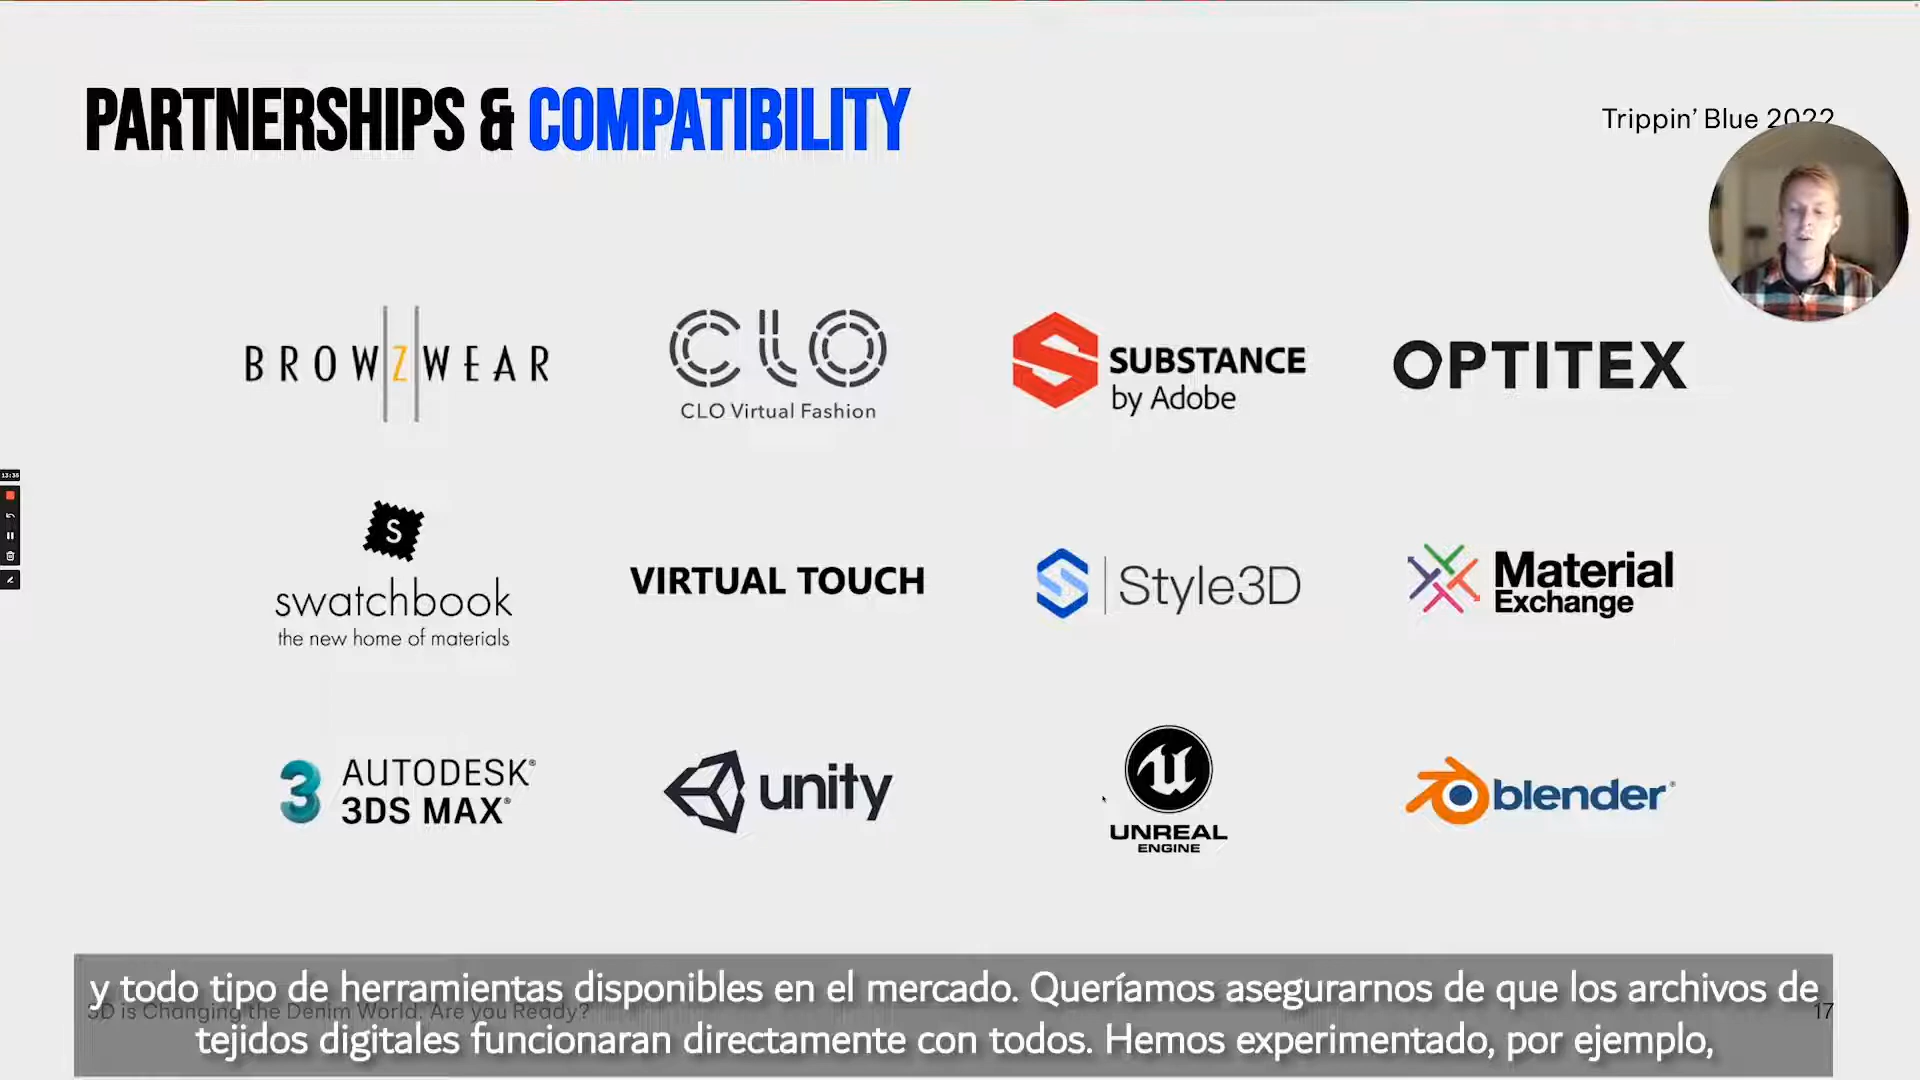 PARTNERSHIPS & COMPATIBILITY
Trippin' Blue 2022
BROWZWEAR
CLO
CLO Virtual Fashion
SUBSTANCE
by Adobe
OPTITEX
S
swatchbook
the new home of materials
VIRTUAL TOUCH
Style3D
Material
Exchange
3 AUTODESK®
3DS MAX®
unity
UNREAL
ENGINE
blender®
13:36
y todo tipo de herramientas disponibles en el mercado. Queríamos asegurarnos de que los archivos de
3D is Changing the Denim World. Are you Ready?
17
tejidos digitales funcionaran directamente con todos. Hemos experimentado, por ejemplo,